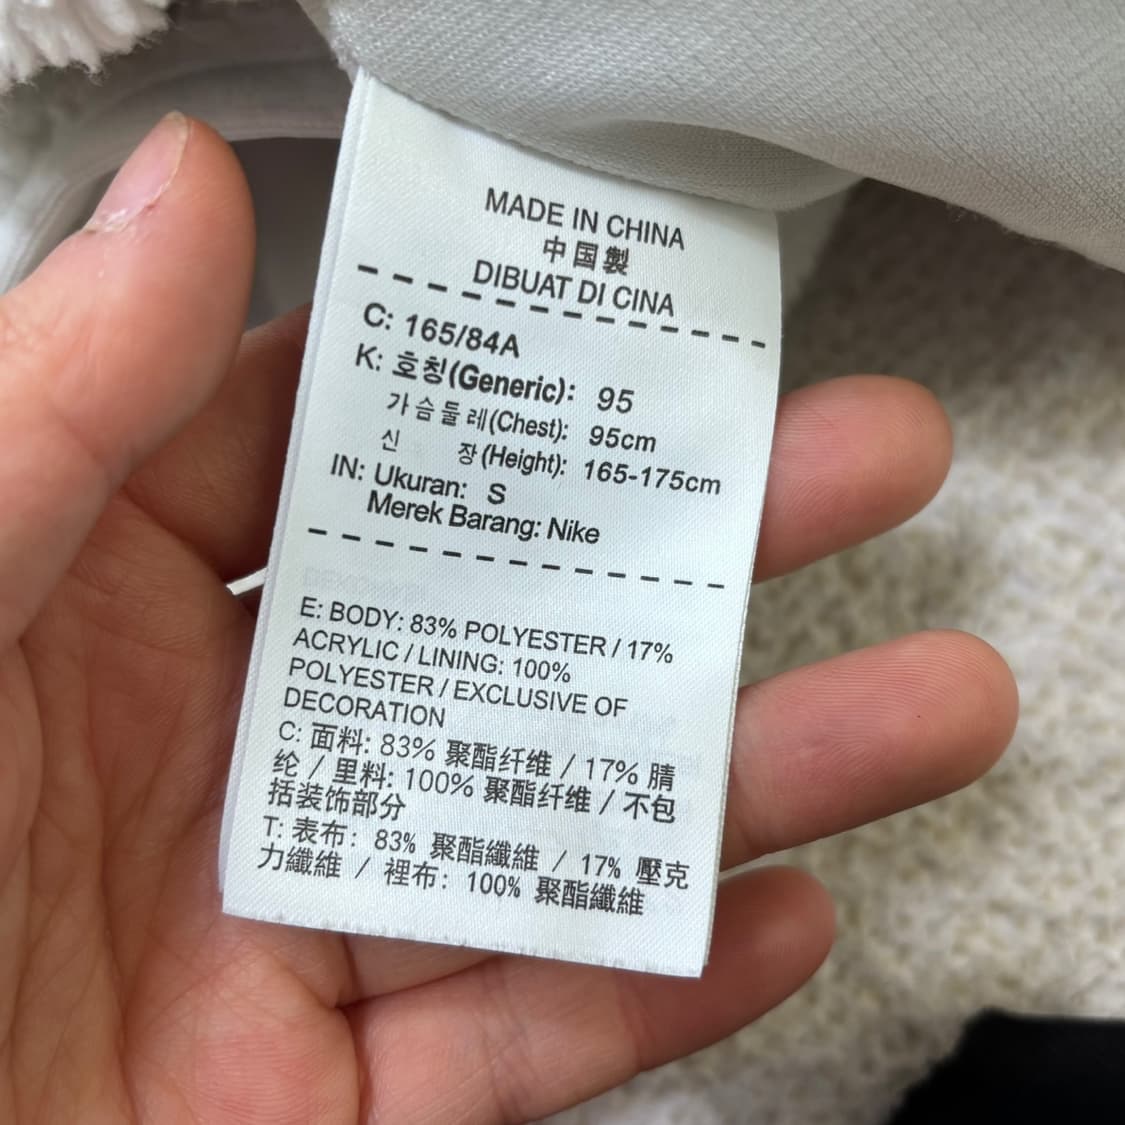 MADE IN CHINA
中国製
DIBUAT DI CINA
C: 165/84A
K: 호칭(Generic): 95
가슴둘레(Chest): 95cm
신 장(Height): 165-175cm
IN: Ukuran: S
Merek Barang: Nike
E: BODY: 83% POLYESTER / 17%
ACRYLIC / LINING: 100%
POLYESTER / EXCLUSIVE OF
DECORATION
C: 面料: 83% 聚酯纤维 / 17% 腈
纶 / 里料: 100% 聚酯纤维 / 不包
括装饰部分
T: 表布: 83% 聚酯纖維 / 17% 壓克
力纖維 / 裡布: 100% 聚酯纖維